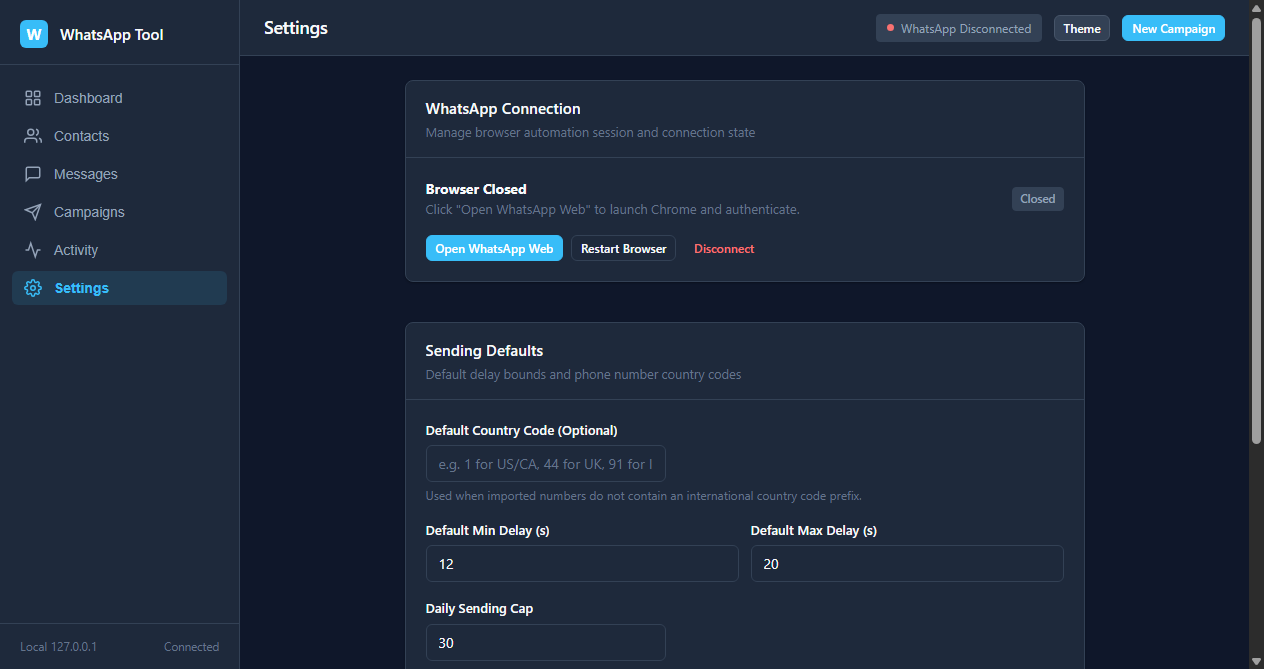 W WhatsApp Tool
Dashboard
Contacts
Messages
Campaigns
Activity
Settings
Local 127.0.0.1 Connected
Settings
WhatsApp Disconnected Theme New Campaign
WhatsApp Connection
Manage browser automation session and connection state
Browser Closed
Click "Open WhatsApp Web" to launch Chrome and authenticate.
Closed
Open WhatsApp Web Restart Browser Disconnect
Sending Defaults
Default delay bounds and phone number country codes
Default Country Code (Optional)
e.g. 1 for US/CA, 44 for UK, 91 for I
Used when imported numbers do not contain an international country code prefix.
Default Min Delay (s) Default Max Delay (s)
12 20
Daily Sending Cap
30